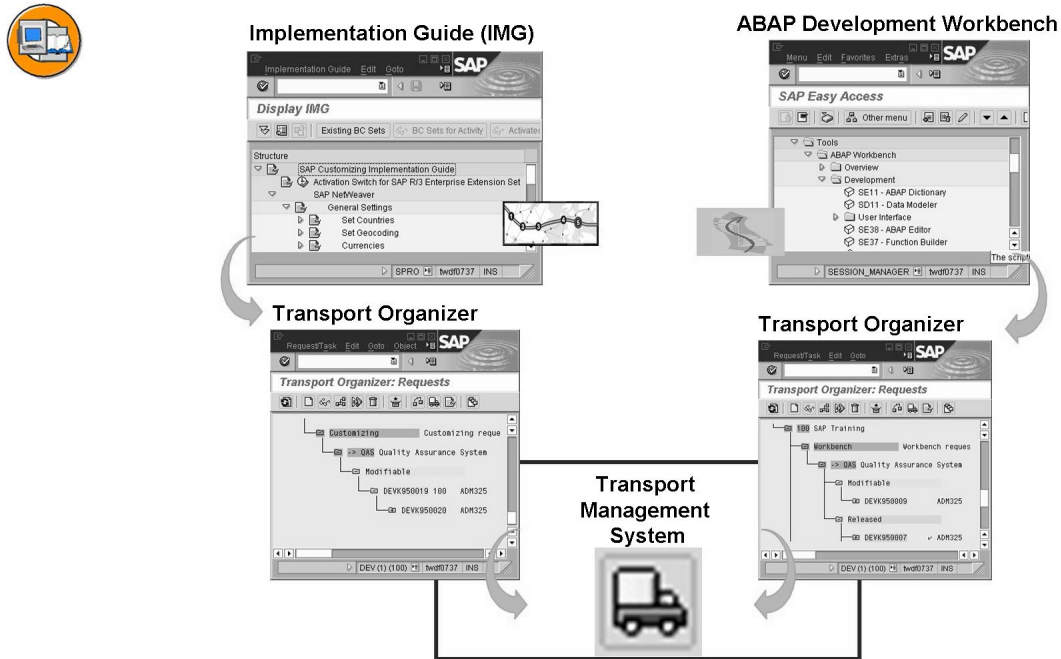 Implementation Guide (IMG)
ABAP Development Workbench
Implementation Guide Edit Goto
SAP
Display IMG
Existing BC Sets BC Sets for Activity Activate
Structure
SAP Customizing Implementation Guide
Activation Switch for SAP R/3 Enterprise Extension Set
SAP NetWeaver
General Settings
Set Countries
Set Geocoding
Currencies
SPRO twdf0737 INS
Menu Edit Favorites Extras
SAP
SAP Easy Access
Other menu
Tools
ABAP Workbench
Overview
Development
SE11 - ABAP Dictionary
SD11 - Data Modeler
User Interface
SE38 - ABAP Editor
SE37 - Function Builder
The scripti
SESSION_MANAGER twdf0737 INS
Transport Organizer
Request/Task Edit Goto Object
SAP
Transport Organizer: Requests
Customizing Customizing reque
-> QAS Quality Assurance System
Modifiable
DEVK950019 100 ADM325
DEVK950020 ADM325
DEV (1) (100) twdf0737 INS
Transport Organizer
Request/Task Edit Goto
SAP
Transport Organizer: Requests
100 SAP Training
Workbench Workbench reques
-> QAS Quality Assurance System
Modifiable
DEVK950009 ADM325
Released
DEVK950007 ✓ ADM325
DEV (1) (100) twdf0737 INS
Transport
Management
System